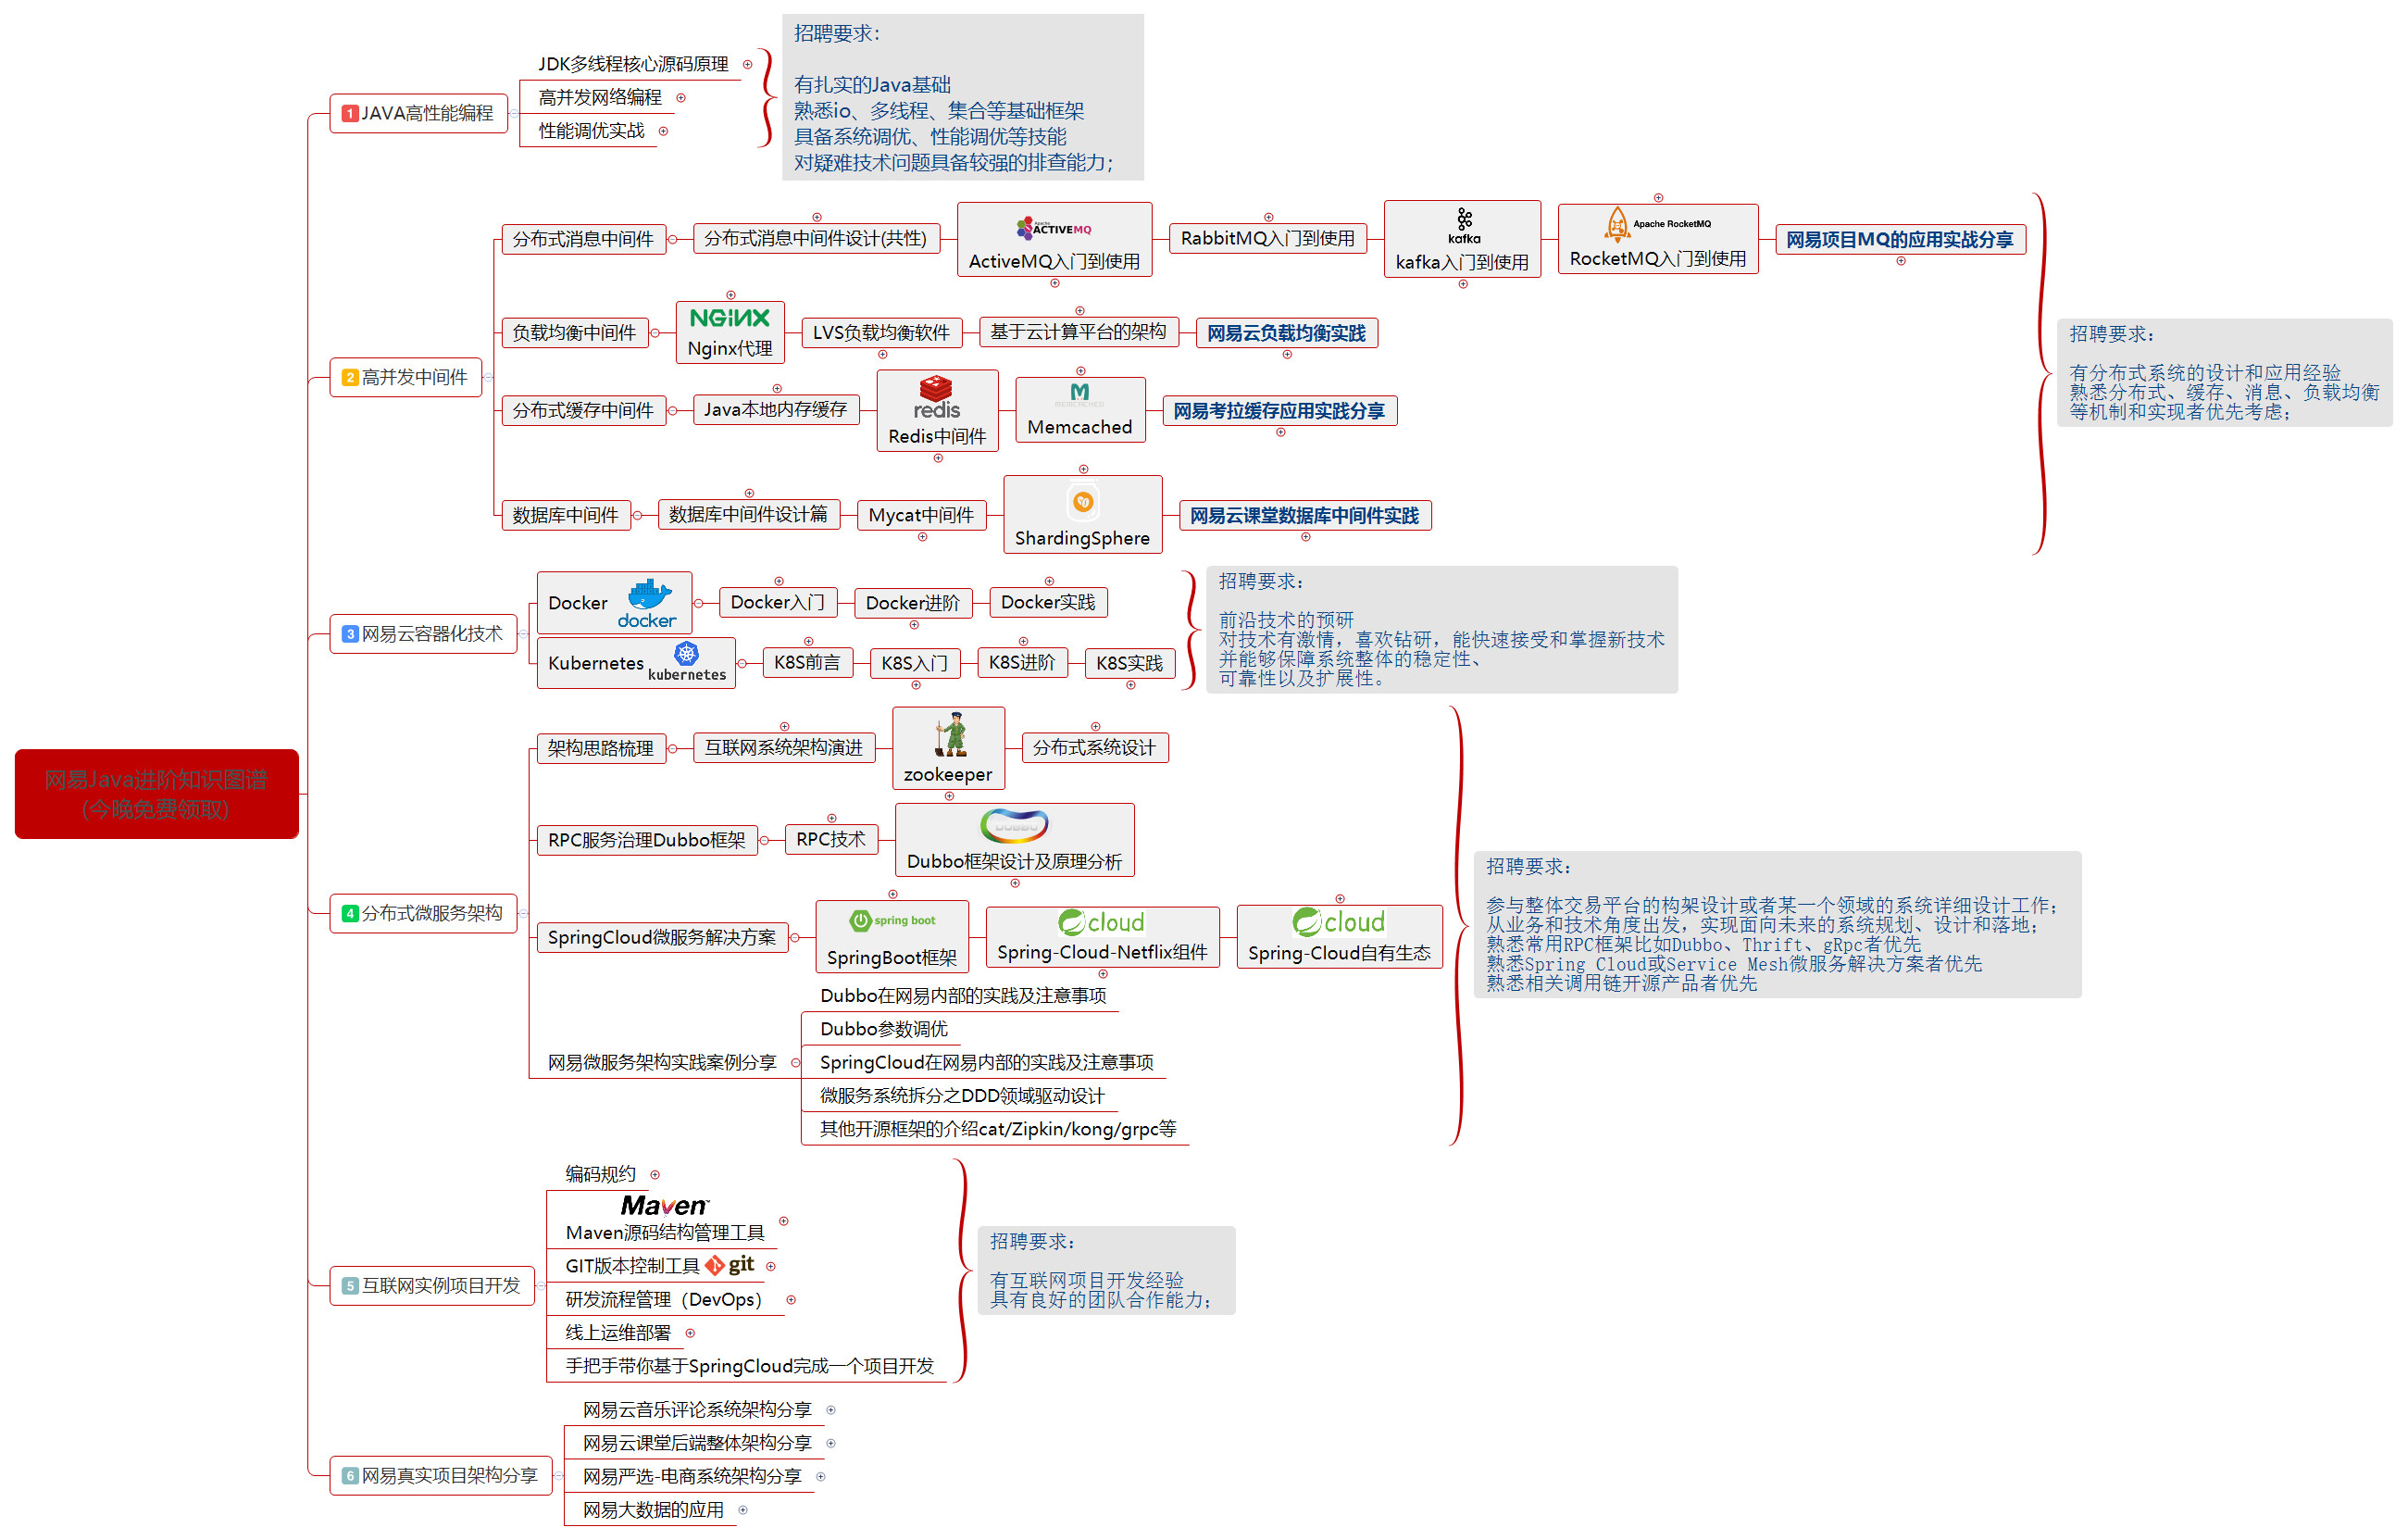 网易Java进阶知识图谱
(今晚免费领取)
1 JAVA高性能编程
JDK多线程核心源码原理
高并发网络编程
性能调优实战
招聘要求：
有扎实的Java基础
熟悉io、多线程、集合等基础框架
具备系统调优、性能调优等技能
对疑难技术问题具备较强的排查能力；
2 高并发中间件
分布式消息中间件
分布式消息中间件设计(共性)
Apache
ACTIVEMQ
ActiveMQ入门到使用
RabbitMQ入门到使用
kafka
kafka入门到使用
Apache RocketMQ
RocketMQ入门到使用
网易项目MQ的应用实战分享
负载均衡中间件
NGINX
Nginx代理
LVS负载均衡软件
基于云计算平台的架构
网易云负载均衡实践
分布式缓存中间件
Java本地内存缓存
redis
Redis中间件
MEMCACHED
Memcached
网易考拉缓存应用实践分享
数据库中间件
数据库中间件设计篇
Mycat中间件
ShardingSphere
网易云课堂数据库中间件实践
招聘要求：
有分布式系统的设计和应用经验
熟悉分布式、缓存、消息、负载均衡
等机制和实现者优先考虑；
3 网易云容器化技术
Docker
docker
Docker入门
Docker进阶
Docker实践
Kubernetes
kubernetes
K8S前言
K8S入门
K8S进阶
K8S实践
招聘要求：
前沿技术的预研
对技术有激情，喜欢钻研，能快速接受和掌握新技术
并能够保障系统整体的稳定性、
可靠性以及扩展性。
4 分布式微服务架构
架构思路梳理
互联网系统架构演进
zookeeper
分布式系统设计
RPC服务治理Dubbo框架
RPC技术
DUBBO
Dubbo框架设计及原理分析
SpringCloud微服务解决方案
spring boot
SpringBoot框架
cloud
Spring-Cloud-Netflix组件
cloud
Spring-Cloud自有生态
网易微服务架构实践案例分享
Dubbo在网易内部的实践及注意事项
Dubbo参数调优
SpringCloud在网易内部的实践及注意事项
微服务系统拆分之DDD领域驱动设计
其他开源框架的介绍cat/Zipkin/kong/grpc等
招聘要求：
参与整体交易平台的构架设计或者某一个领域的系统详细设计工作；
从业务和技术角度出发，实现面向未来的系统规划、设计和落地；
熟悉常用RPC框架比如Dubbo、Thrift、gRpc者优先
熟悉Spring Cloud或Service Mesh微服务解决方案者优先
熟悉相关调用链开源产品者优先
5 互联网实例项目开发
编码规约
Maven™
Maven源码结构管理工具
GIT版本控制工具 git
研发流程管理（DevOps）
线上运维部署
手把手带你基于SpringCloud完成一个项目开发
招聘要求：
有互联网项目开发经验
具有良好的团队合作能力；
6 网易真实项目架构分享
网易云音乐评论系统架构分享
网易云课堂后端整体架构分享
网易严选-电商系统架构分享
网易大数据的应用